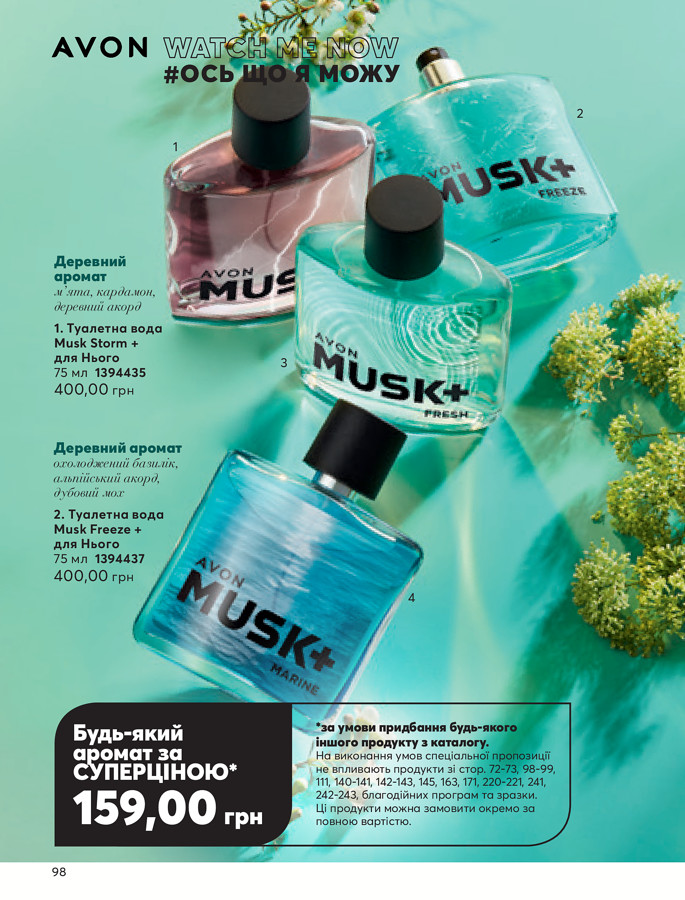 AVON WATCH ME NOW
#ОСЬ ЩО Я МОЖУ
1
2
AVON
MUSK+
FREEZE
AVON
MUS
3
AVON
MUSK+
FRESH
Деревний
аромат
м'ята, кардамон,
деревний акорд
1. Туалетна вода
Musk Storm +
для Нього
75 мл 1394435
400,00 грн
Деревний аромат
охолоджений базилік,
альпійський акорд,
дубовий мох
2. Туалетна вода
Musk Freeze +
для Нього
75 мл 1394437
400,00 грн
4
AVON
MUSK+
MARINE
Будь-який
аромат за
СУПЕРЦІНОЮ*
159,00 грн
*за умови придбання будь-якого
іншого продукту з каталогу.
На виконання умов спеціальної пропозиції
не впливають продукти зі стор. 72-73, 98-99,
111, 140-141, 142-143, 145, 163, 171, 220-221, 241,
242-243, благодійних програм та зразки.
Ці продукти можна замовити окремо за
повною вартістю.
98